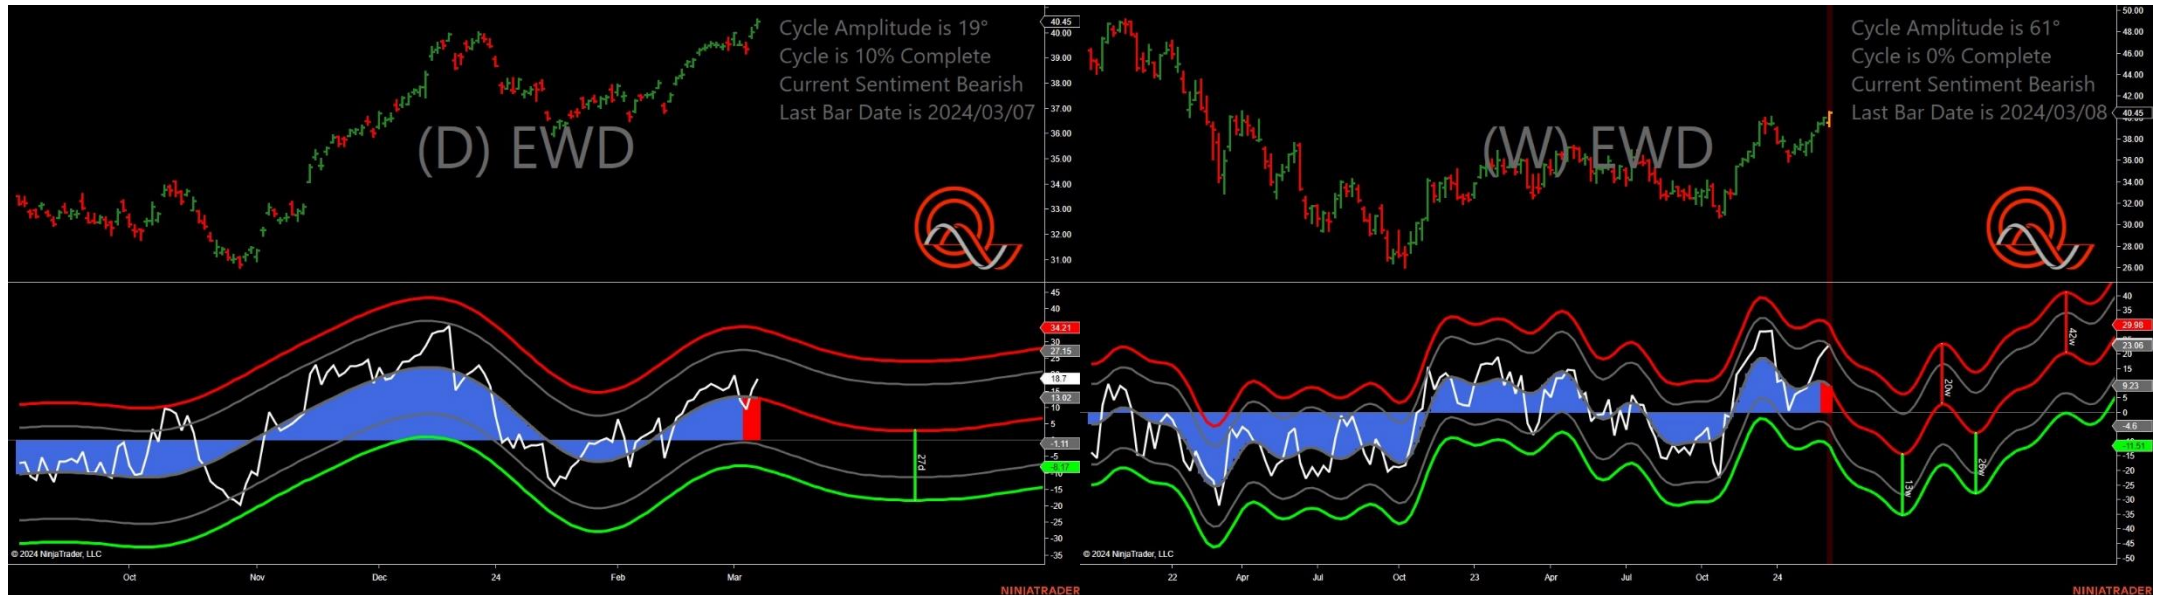 Cycle Amplitude is 19°
Cycle is 10% Complete
Current Sentiment Bearish
Last Bar Date is 2024/03/07
(D) EWD
40.45
40.00
39.00
38.00
37.00
36.00
35.00
34.00
33.00
32.00
31.00
45
40
34.21
30
27.15
25
18.7
13.02
10
5
-1.11
-5
-8.17
-15
-20
-25
-30
-35
27d
© 2024 NinjaTrader, LLC
Oct
Nov
Dec
24
Feb
Mar
NINJATRADER
Cycle Amplitude is 61°
Cycle is 0% Complete
Current Sentiment Bearish
Last Bar Date is 2024/03/08
(W) EWD
50.00
48.00
46.00
44.00
42.00
40.45
38.00
36.00
34.00
32.00
30.00
28.00
26.00
40
35
29.98
23.06
20
15
9.23
5
0
-4.6
-11.51
-15
-20
-25
-30
-35
-40
-45
-50
13w
20w
26w
42w
© 2024 NinjaTrader, LLC
22
Apr
Jul
Oct
23
Apr
Jul
Oct
24
NINJATRADER